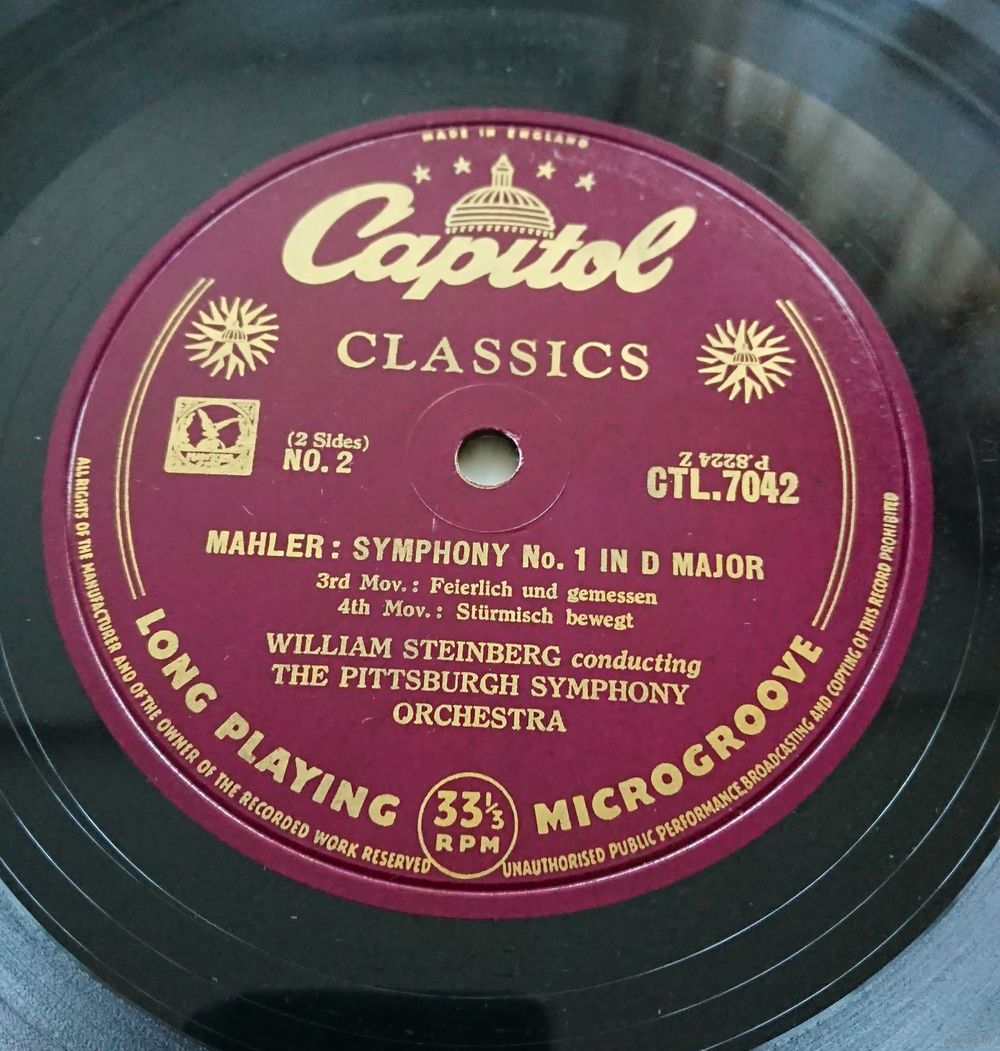 MADE IN ENGLAND
Capitol
CLASSICS
(2 Sides)
NO. 2
P.8224 Z
CTL.7042
MAHLER: SYMPHONY No. 1 IN D MAJOR
3rd Mov.: Feierlich und gemessen
4th Mov.: Stürmisch bewegt
WILLIAM STEINBERG conducting
THE PITTSBURGH SYMPHONY
ORCHESTRA
LONG PLAYING
33⅓
RPM
MICROGROOVE
ALL RIGHTS OF THE MANUFACTURER AND OF THE OWNER OF THE RECORDED WORK RESERVED
UNAUTHORISED PUBLIC PERFORMANCE, BROADCASTING AND COPYING OF THIS RECORD PROHIBITED